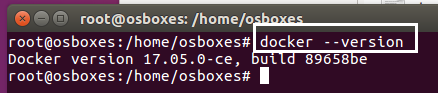 root@osboxes: /home/osboxes
root@osboxes:/home/osboxes# docker --version
Docker version 17.05.0-ce, build 89658be
root@osboxes:/home/osboxes#